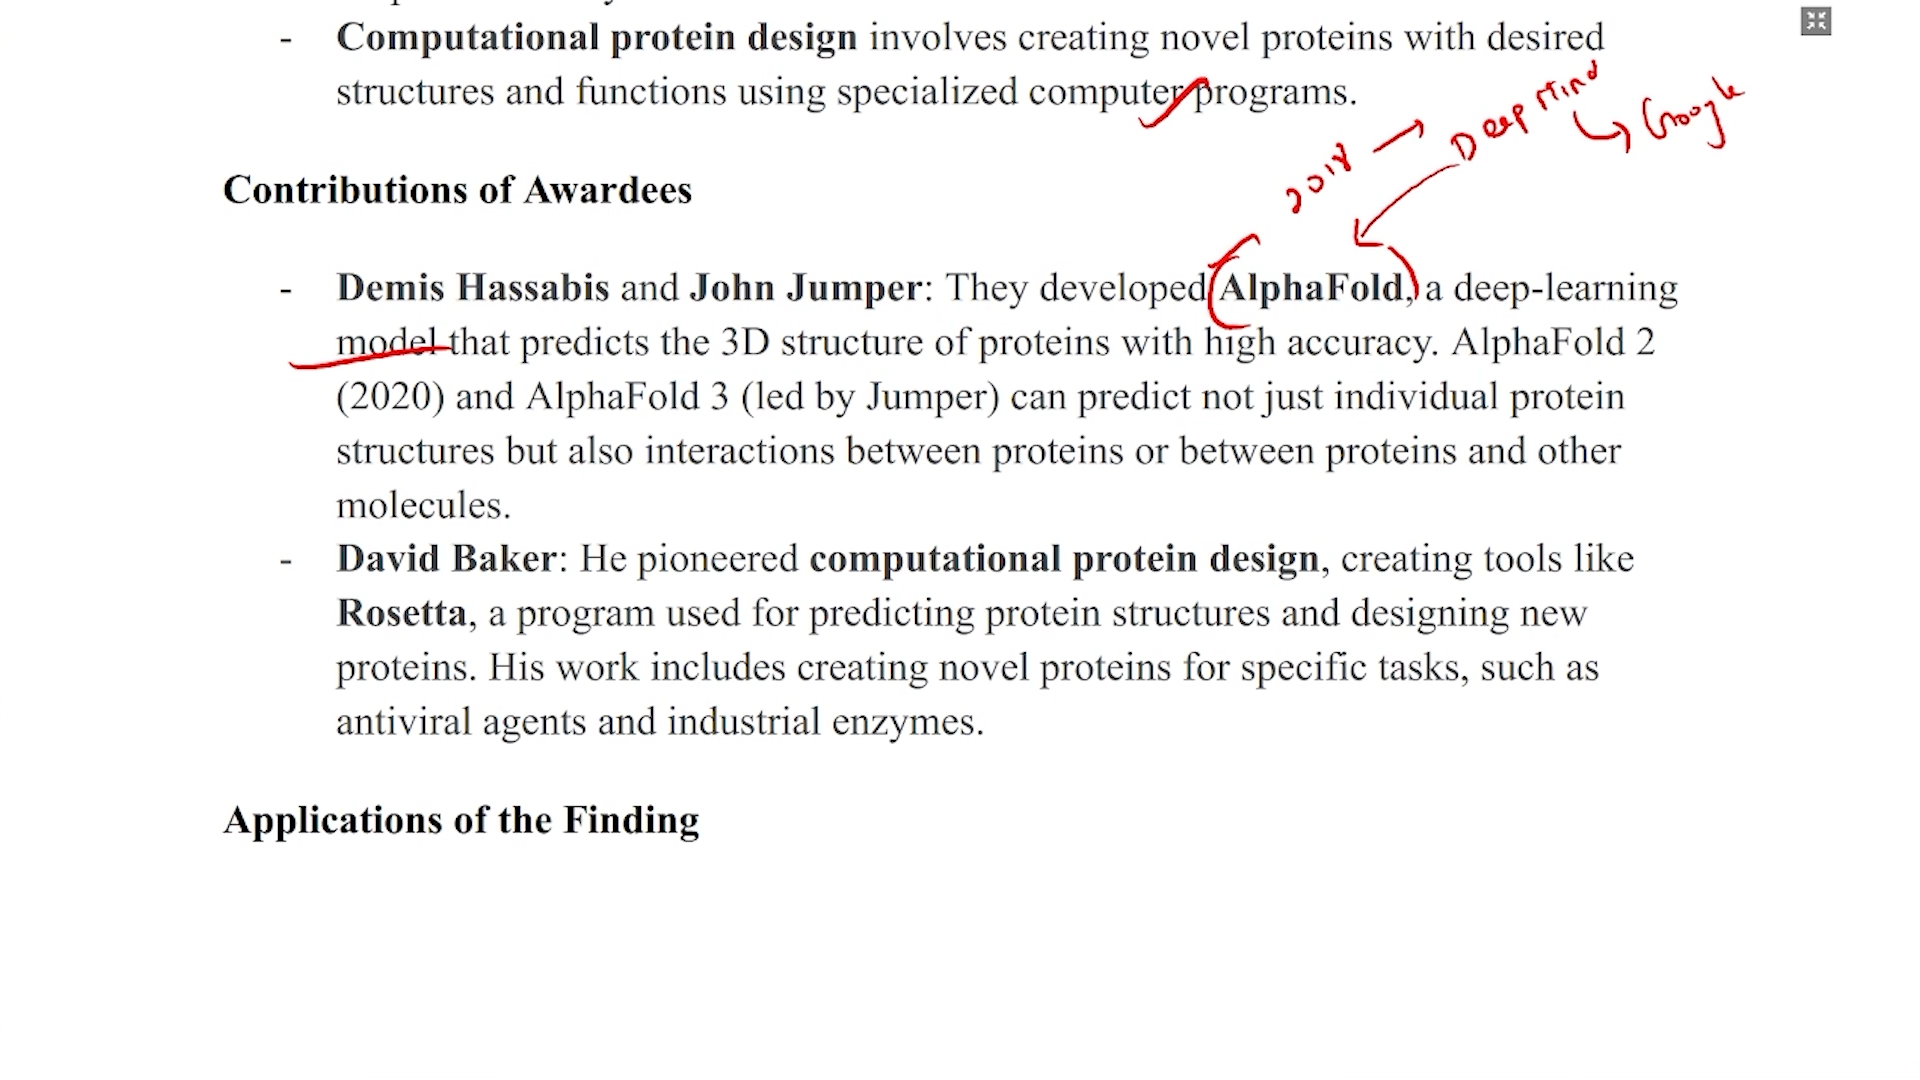 - Computational protein design involves creating novel proteins with desired
structures and functions using specialized computer programs.
2018 → Deep Mind
↳ Google
Contributions of Awardees
- Demis Hassabis and John Jumper: They developed AlphaFold, a deep-learning
model that predicts the 3D structure of proteins with high accuracy. AlphaFold 2
(2020) and AlphaFold 3 (led by Jumper) can predict not just individual protein
structures but also interactions between proteins or between proteins and other
molecules.
- David Baker: He pioneered computational protein design, creating tools like
Rosetta, a program used for predicting protein structures and designing new
proteins. His work includes creating novel proteins for specific tasks, such as
antiviral agents and industrial enzymes.
Applications of the Finding